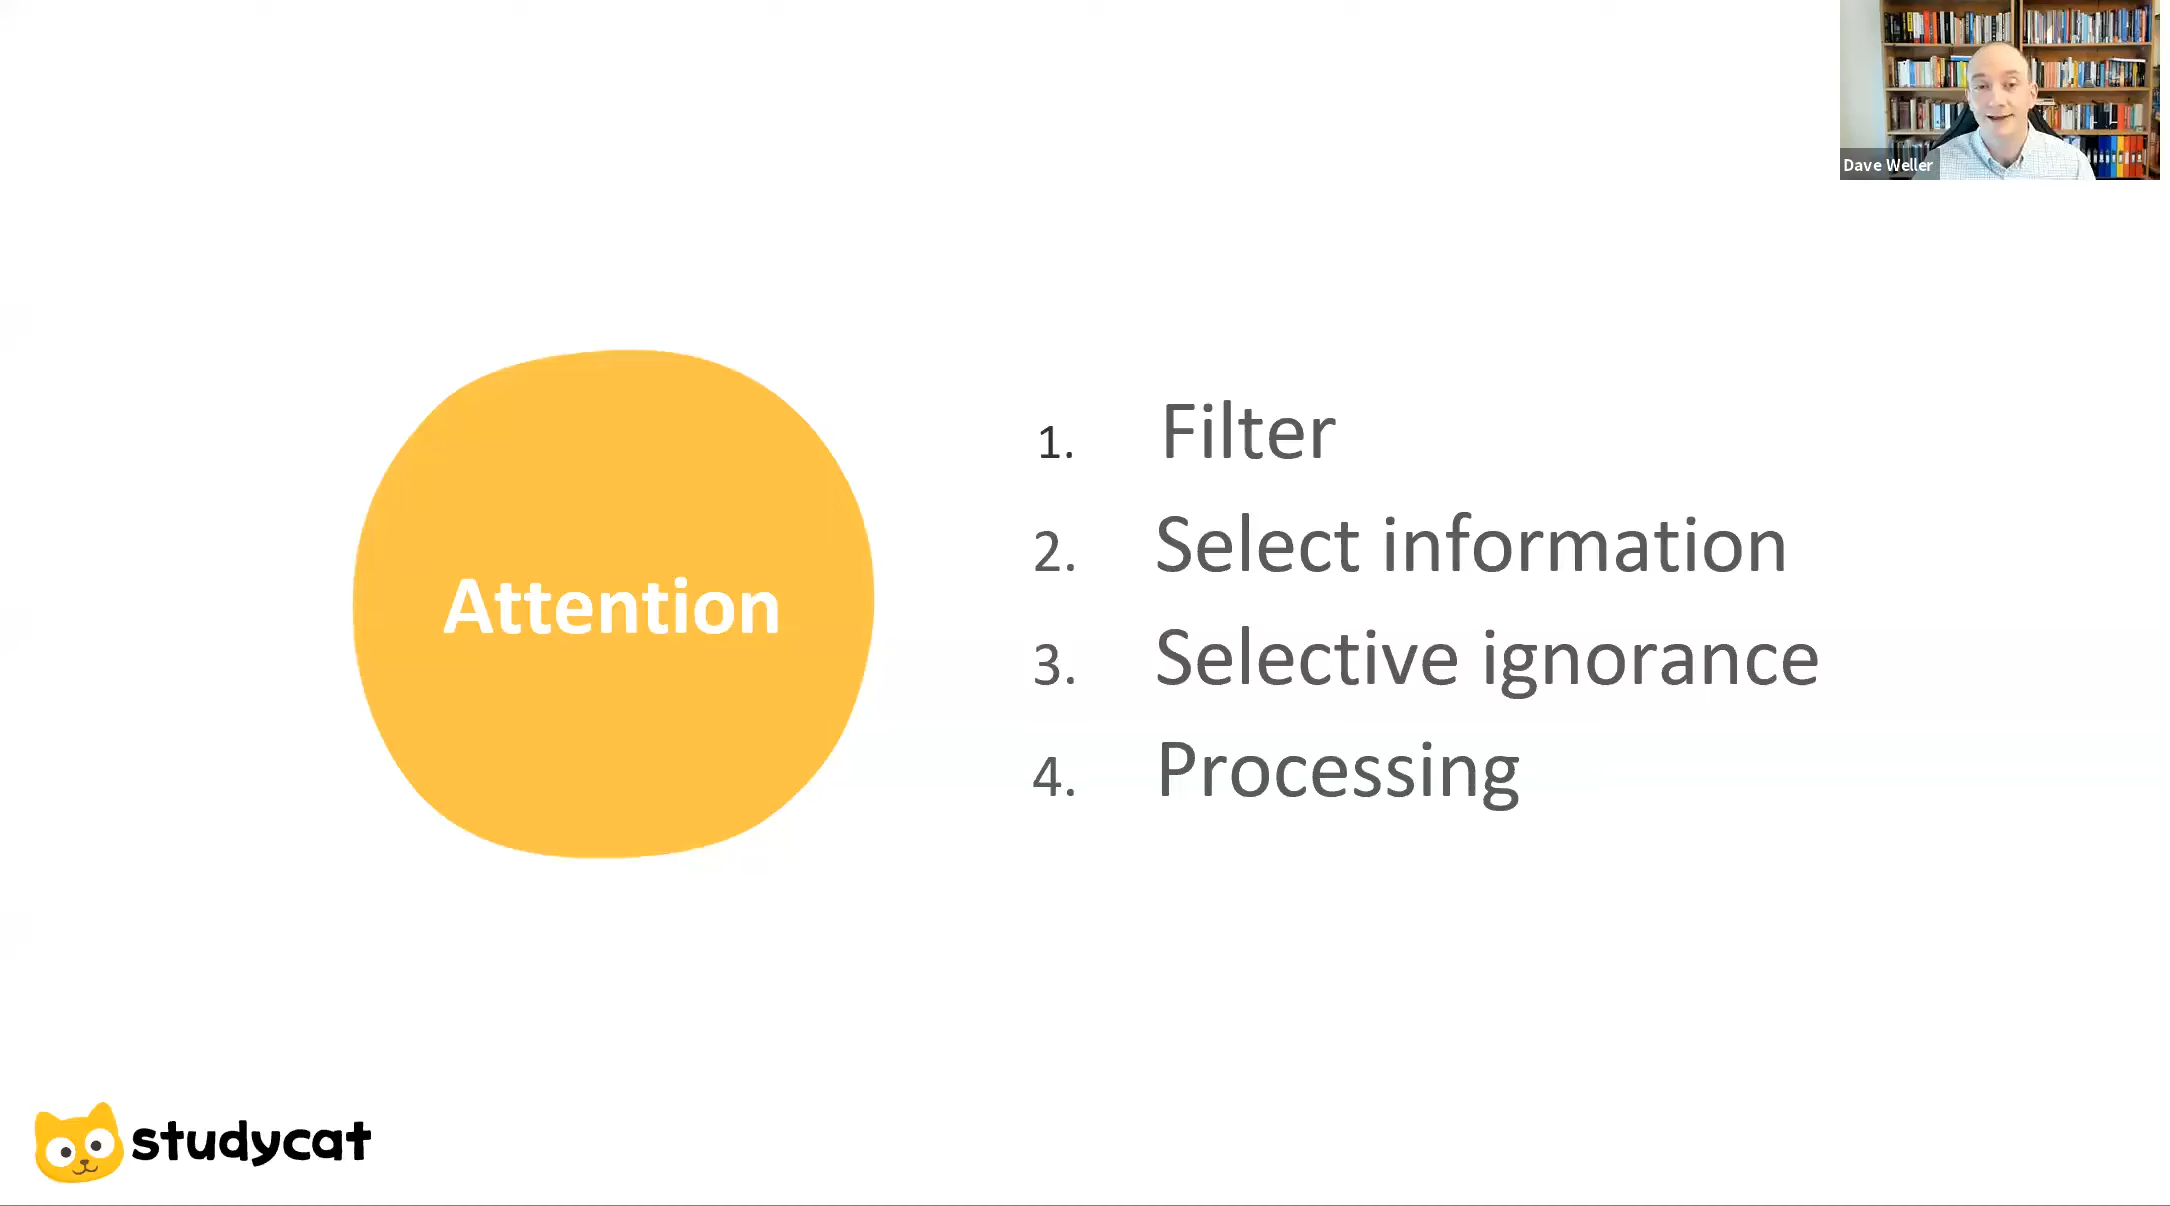 Dave Weller
Attention
1. Filter
2. Select information
3. Selective ignorance
4. Processing
studycat